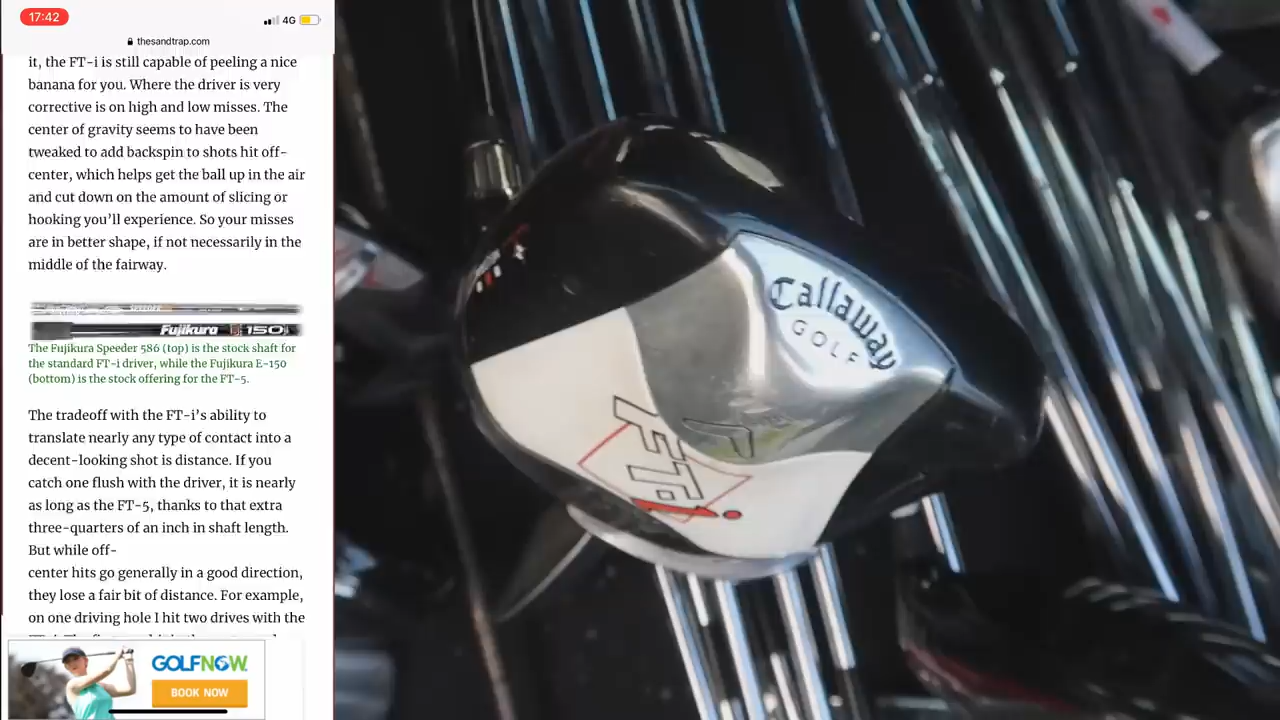 17:42
4G
thesandtrap.com
it, the FT-i is still capable of peeling a nice
banana for you. Where the driver is very
corrective is on high and low misses. The
center of gravity seems to have been
tweaked to add backspin to shots hit off-
center, which helps get the ball up in the air
and cut down on the amount of slicing or
hooking you’ll experience. So your misses
are in better shape, if not necessarily in the
middle of the fairway.
Fujikura
150
The Fujikura Speeder 586 (top) is the stock shaft for
the standard FT-i driver, while the Fujikura E-150
(bottom) is the stock offering for the FT-5.
The tradeoff with the FT-i’s ability to
translate nearly any type of contact into a
decent-looking shot is distance. If you
catch one flush with the driver, it is nearly
as long as the FT-5, thanks to that extra
three-quarters of an inch in shaft length.
But while off-
center hits go generally in a good direction,
they lose a fair bit of distance. For example,
on one driving hole I hit two drives with the
GOLFNOW
BOOK NOW
Callaway
GOLF
FT-i